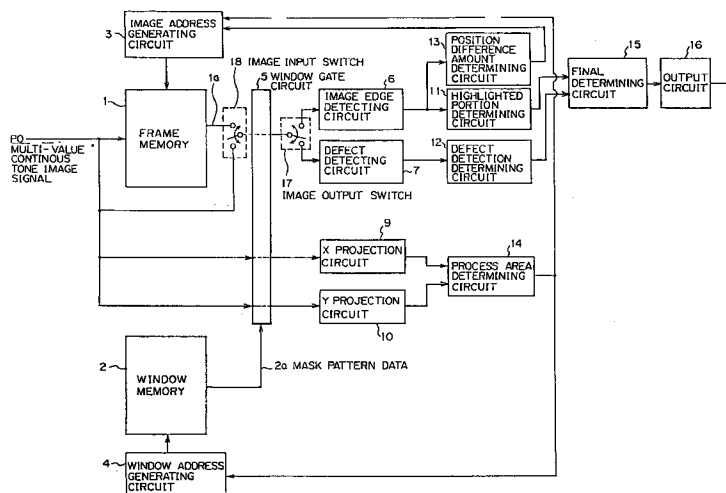 IMAGE ADDRESS
GENERATING
CIRCUIT
3
18 IMAGE INPUT SWITCH
5 WINDOW GATE
CIRCUIT
6
13
POSITION
DIFFERENCE
AMOUNT
DETERMINING
CIRCUIT
15
16
1
1a
FRAME
MEMORY
IMAGE EDGE
DETECTING
CIRCUIT
11
HIGHLIGHTED
PORTION
DETERMINING
CIRCUIT
FINAL
DETERMINING
CIRCUIT
OUTPUT
CIRCUIT
PO
MULTI-VALUE
CONTINOUS
TONE IMAGE
SIGNAL
DEFECT
DETECTING
CIRCUIT
7
12
DEFECT
DETECTION
DETERMINING
CIRCUIT
17
IMAGE OUTPUT SWITCH
9
X PROJECTION
CIRCUIT
14
PROCESS AREA
DETERMINING
CIRCUIT
Y PROJECTION
CIRCUIT
10
2
WINDOW
MEMORY
2a MASK PATTERN DATA
4
WINDOW ADDRESS
GENERATING
CIRCUIT